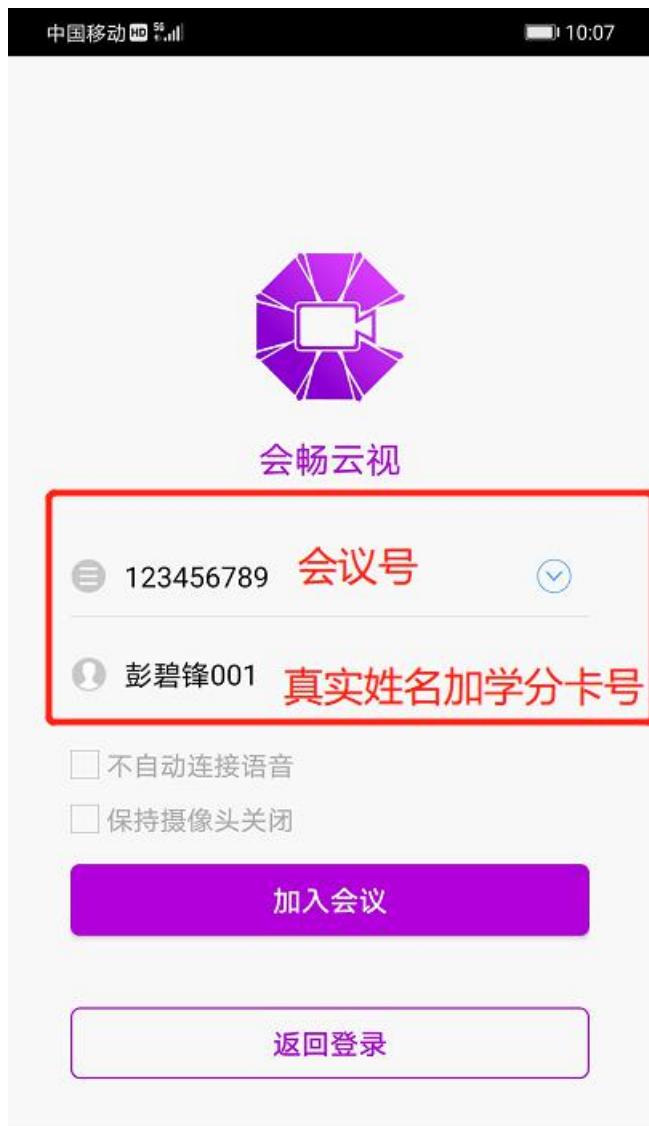 中国移动 HD 5G 10:07
会畅云视
123456789 会议号
彭碧锋001 真实姓名加学分卡号
不自动连接语音
保持摄像头关闭
加入会议
返回登录